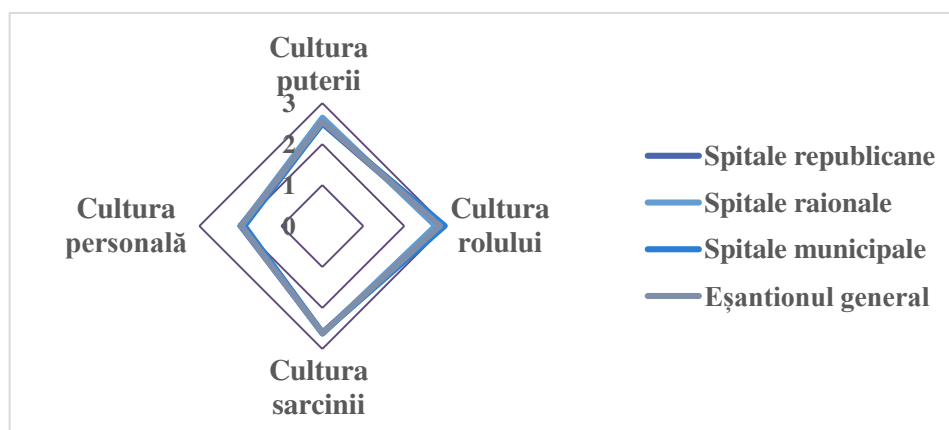 Cultura
puterii
3
2
1
0
Cultura
personală
Cultura
rolului
Cultura
sarcinii
Spitale republicane
Spitale raionale
Spitale municipale
Eșantionul general